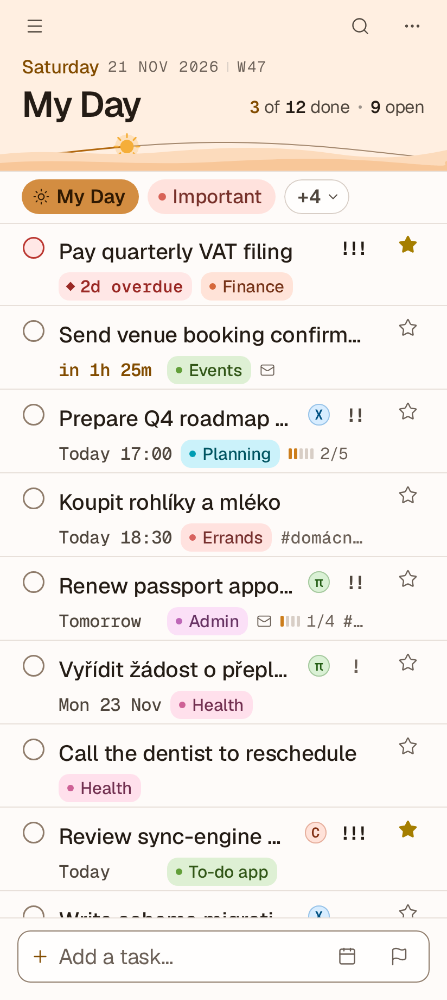 Saturday 21 NOV 2026 W47
My Day
3 of 12 done • 9 open
My Day
Important
+4
Pay quarterly VAT filing !!!
2d overdue Finance
Send venue booking confirm…
in 1h 25m Events
Prepare Q4 roadmap … X !!
Today 17:00 Planning 2/5
Koupit rohlíky a mléko
Today 18:30 Errands #domácn…
Renew passport appo… π !!
Tomorrow Admin 1/4 #…
Vyřídit žádost o přepl… π !
Mon 23 Nov Health
Call the dentist to reschedule
Health
Review sync-engine … C !!!
Today To-do app
+ Add a task…